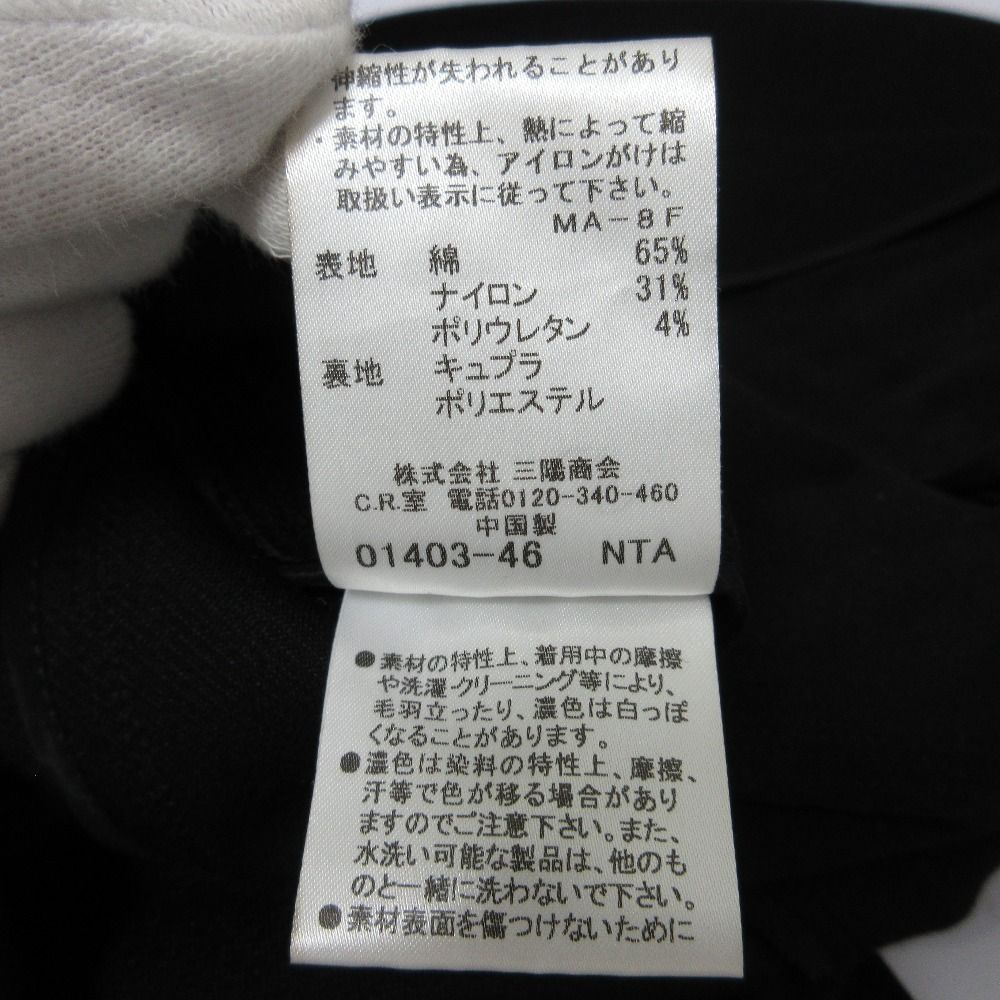 伸縮性が失われることがあり
ます。
・素材の特性上、熱によって縮
みやすい為、アイロンがけは
取扱い表示に従って下さい。
MA-8F
表地 綿 65%
ナイロン 31%
ポリウレタン 4%
裏地 キュプラ
ポリエステル
株式会社 三陽商会
C.R.室 電話0120-340-460
中国製
01403-46 NTA
●素材の特性上、着用中の摩擦
や洗濯・クリーニング等により、
毛羽立ったり、濃色は白っぽ
くなることがあります。
●濃色は染料の特性上、摩擦、
汗等で色が移る場合があり
ますのでご注意下さい。また、
水洗い可能な製品は、他のも
のと一緒に洗わないで下さい。
●素材表面を傷つけないために